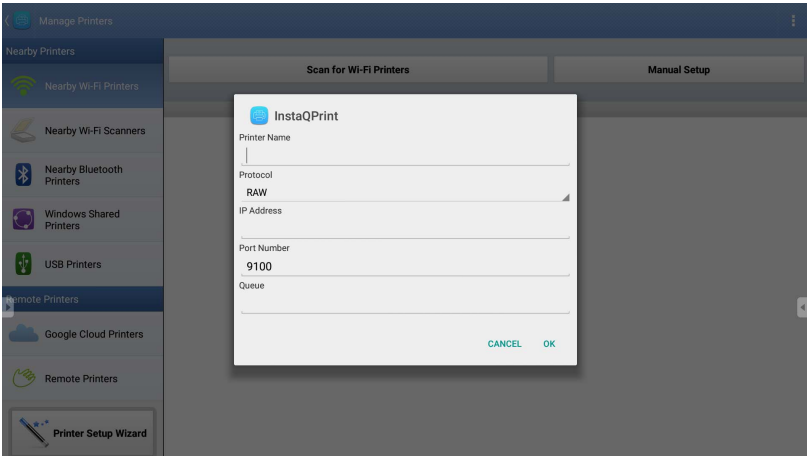 Manage Printers
Nearby Printers
Nearby Wi-Fi Printers
Nearby Wi-Fi Scanners
Nearby Bluetooth
Printers
Windows Shared
Printers
USB Printers
Remote Printers
Google Cloud Printers
Remote Printers
Printer Setup Wizard
Scan for Wi-Fi Printers
Manual Setup
InstaQPrint
Printer Name
Protocol
RAW
IP Address
Port Number
9100
Queue
CANCEL OK